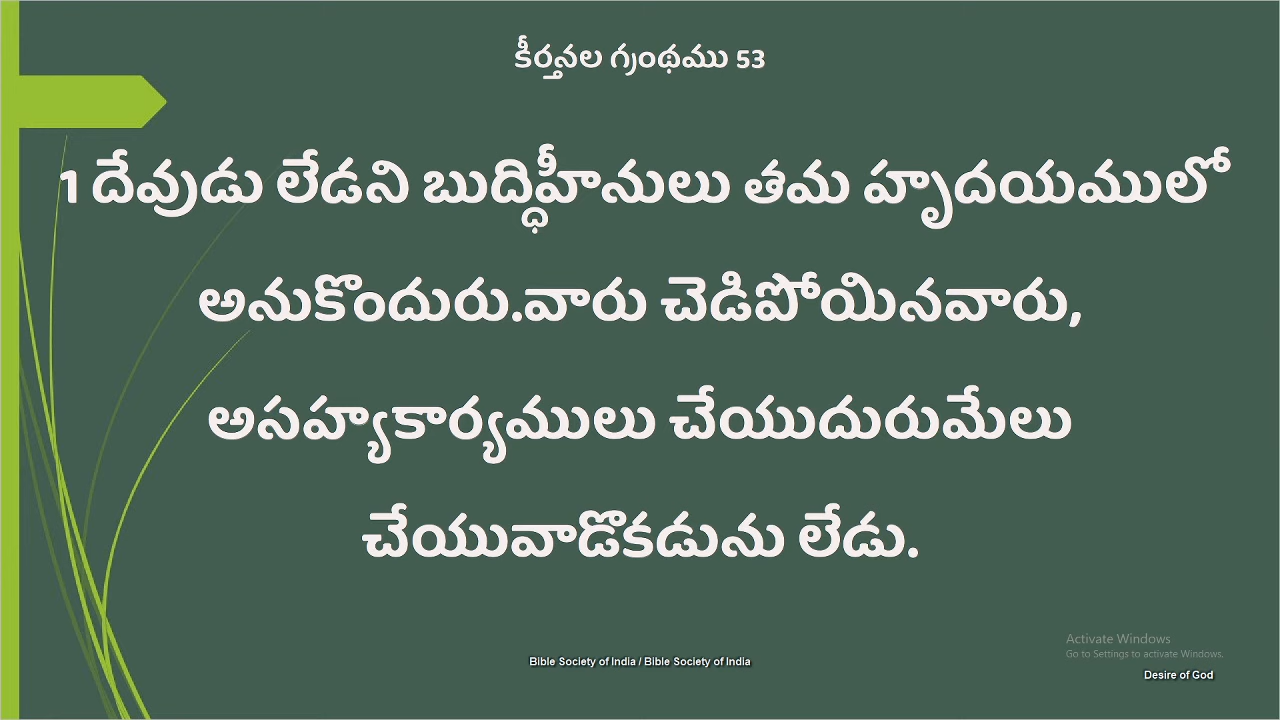 కీర్తనల గ్రంథము 53
1 దేవుడు లేడని బుద్ధిహీనులు తమ హృదయములో
అనుకొందురు.వారు చెడిపోయినవారు,
అసహ్యకార్యములు చేయుదురుమేలు
చేయువాడొకడును లేడు.
Activate Windows
Go to Settings to activate Windows.
Bible Society of India / Bible Society of India
Desire of God